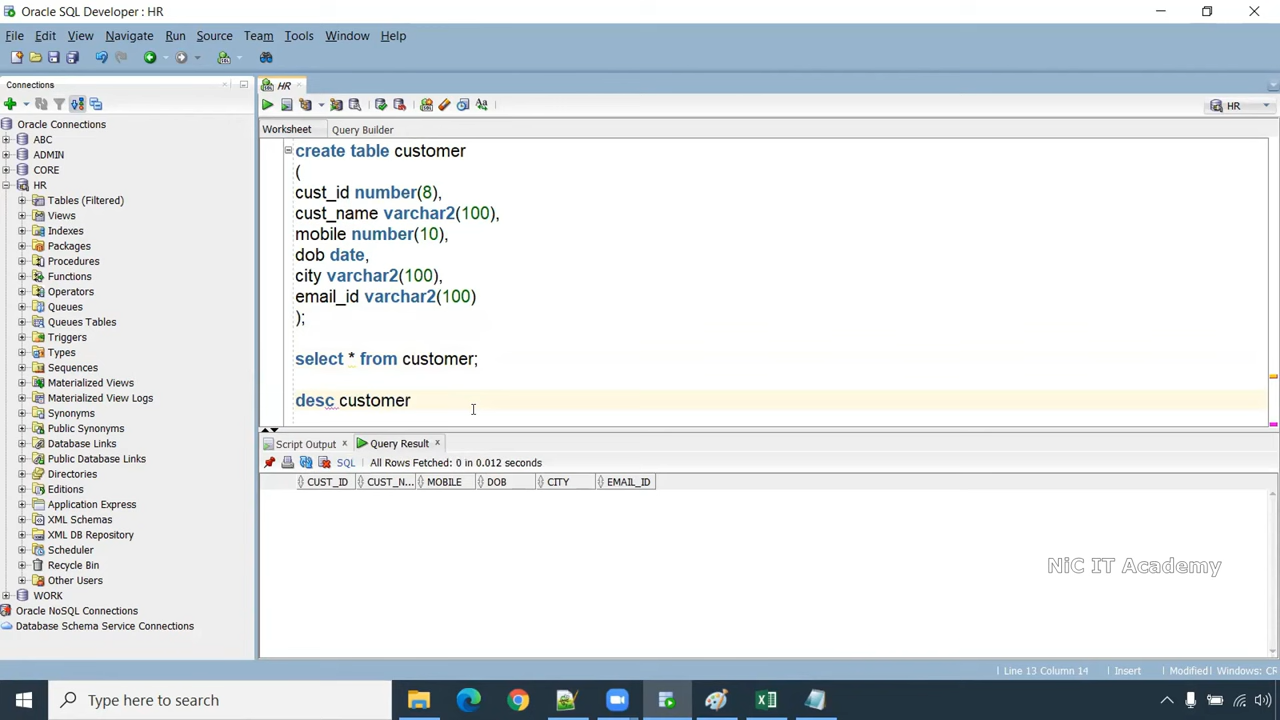 Oracle SQL Developer : HR
File Edit View Navigate Run Source Team Tools Window Help
Connections
HR
HR
Worksheet Query Builder
Oracle Connections
ABC
ADMIN
CORE
HR
Tables (Filtered)
Views
Indexes
Packages
Procedures
Functions
Operators
Queues
Queues Tables
Triggers
Types
Sequences
Materialized Views
Materialized View Logs
Synonyms
Public Synonyms
Database Links
Public Database Links
Directories
Editions
Application Express
XML Schemas
XML DB Repository
Scheduler
Recycle Bin
Other Users
WORK
Oracle NoSQL Connections
Database Schema Service Connections
create table customer
(
cust_id number(8),
cust_name varchar2(100),
mobile number(10),
dob date,
city varchar2(100),
email_id varchar2(100)
);
select * from customer;
desc customer
Script Output Query Result
SQL All Rows Fetched: 0 in 0.012 seconds
CUST_ID CUST_N... MOBILE DOB CITY EMAIL_ID
NiC IT Academy
Line 13 Column 14 Insert Modified Windows: CR
Type here to search